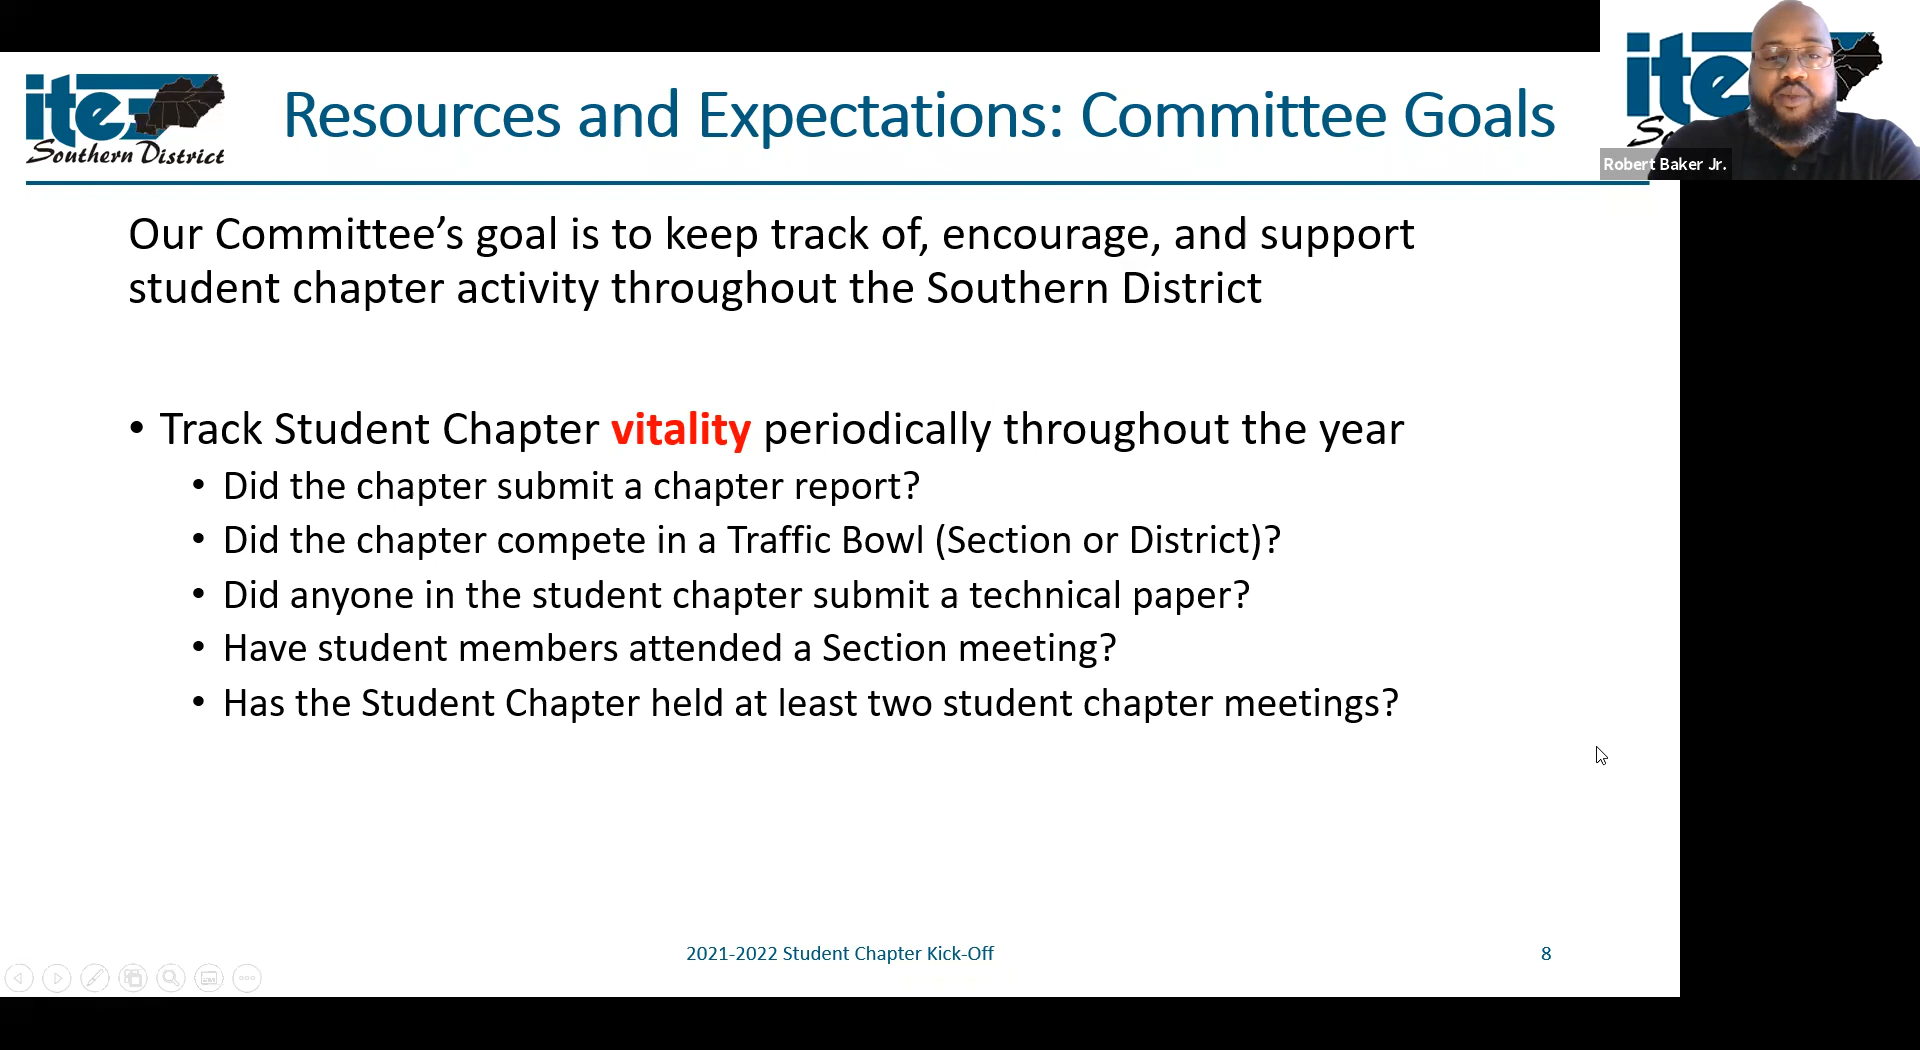 ite
Southern District
Resources and Expectations: Committee Goals
ite
So
Robert Baker Jr.
Our Committee’s goal is to keep track of, encourage, and support
student chapter activity throughout the Southern District
• Track Student Chapter vitality periodically throughout the year
• Did the chapter submit a chapter report?
• Did the chapter compete in a Traffic Bowl (Section or District)?
• Did anyone in the student chapter submit a technical paper?
• Have student members attended a Section meeting?
• Has the Student Chapter held at least two student chapter meetings?
2021-2022 Student Chapter Kick-Off
8